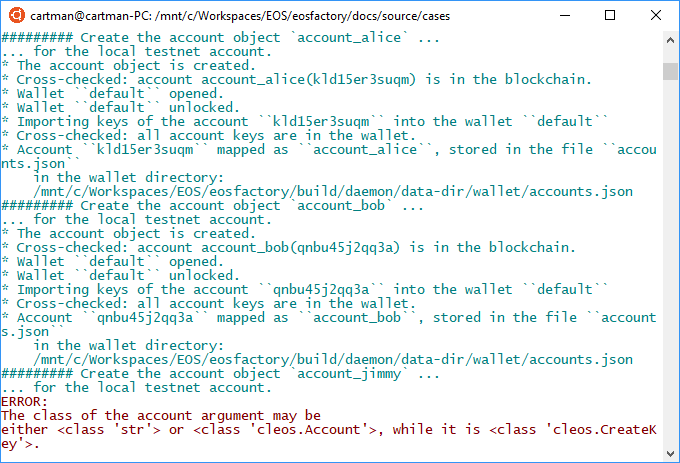 cartman@cartman-PC: /mnt/c/Workspaces/EOS/eosfactory/docs/source/cases
######### Create the account object `account_alice` ...
... for the local testnet account.
* The account object is created.
* Cross-checked: account account_alice(kld15er3suqm) is in the blockchain.
* Wallet ``default`` opened.
* Wallet ``default`` unlocked.
* Importing keys of the account ``kld15er3suqm`` into the wallet ``default``
* Cross-checked: all account keys are in the wallet.
* Account ``kld15er3suqm`` mapped as ``account_alice``, stored in the file ``accou
nts.json``
    in the wallet directory:
    /mnt/c/Workspaces/EOS/eosfactory/build/daemon/data-dir/wallet/accounts.json
######### Create the account object `account_bob` ...
... for the local testnet account.
* The account object is created.
* Cross-checked: account account_bob(qnbu45j2qq3a) is in the blockchain.
* Wallet ``default`` opened.
* Wallet ``default`` unlocked.
* Importing keys of the account ``qnbu45j2qq3a`` into the wallet ``default``
* Cross-checked: all account keys are in the wallet.
* Account ``qnbu45j2qq3a`` mapped as ``account_bob``, stored in the file ``account
s.json``
    in the wallet directory:
    /mnt/c/Workspaces/EOS/eosfactory/build/daemon/data-dir/wallet/accounts.json
######### Create the account object `account_jimmy` ...
... for the local testnet account.
ERROR:
The class of the account argument may be
either <class 'str'> or <class 'cleos.Account'>, while it is <class 'cleos.CreateK
ey'>.